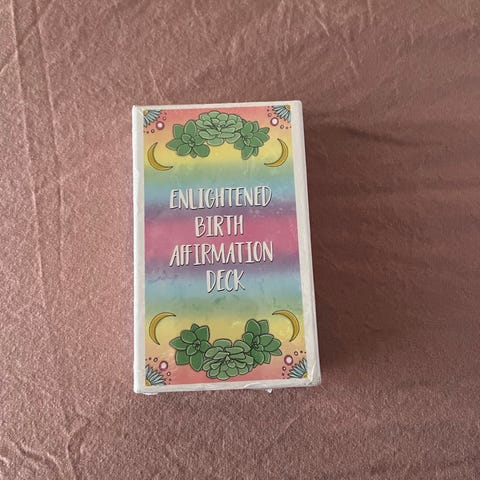 ENLIGHTENED
BIRTH
AFFIRMATION
DECK